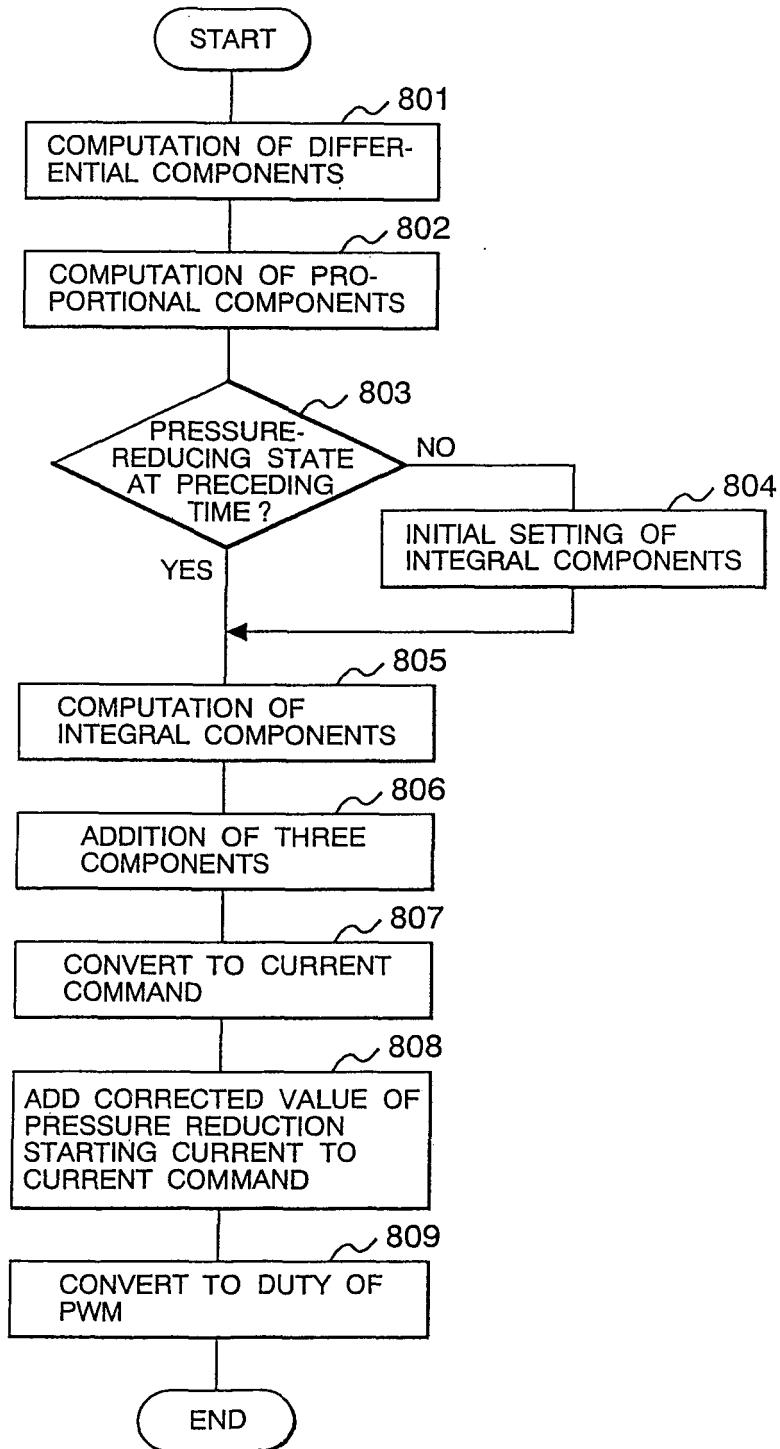 START
801
COMPUTATION OF DIFFER-
ENTIAL COMPONENTS
802
COMPUTATION OF PRO-
PORTIONAL COMPONENTS
803
PRESSURE-
REDUCING STATE
AT PRECEDING
TIME?
NO
804
INITIAL SETTING OF
INTEGRAL COMPONENTS
YES
805
COMPUTATION OF
INTEGRAL COMPONENTS
806
ADDITION OF THREE
COMPONENTS
807
CONVERT TO CURRENT
COMMAND
808
ADD CORRECTED VALUE OF
PRESSURE REDUCTION
STARTING CURRENT TO
CURRENT COMMAND
809
CONVERT TO DUTY OF
PWM
END